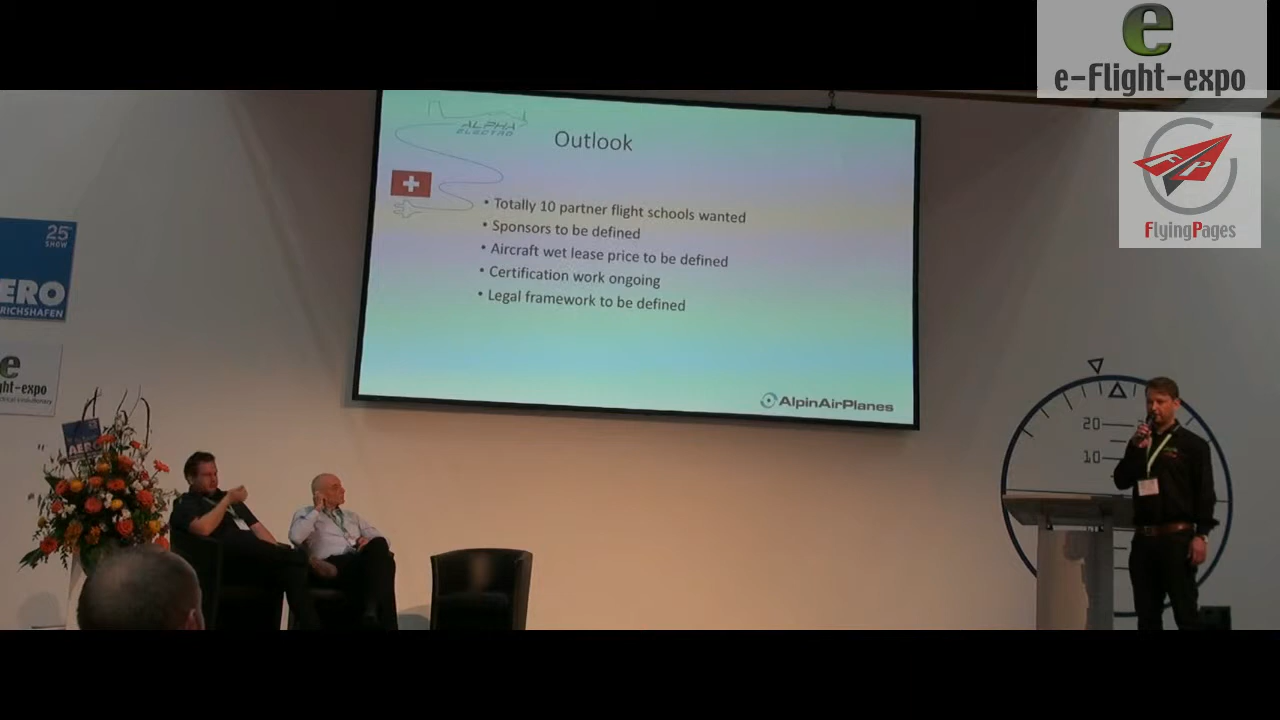 e
e-Flight-expo
FP
FlyingPages
ALPHA
ELECTRO
Outlook
• Totally 10 partner flight schools wanted
• Sponsors to be defined
• Aircraft wet lease price to be defined
• Certification work ongoing
• Legal framework to be defined
AlpinAirPlanes
25
SHOW
ERO
RICHSHAFEN
e
ght-expo
AERO
20
10